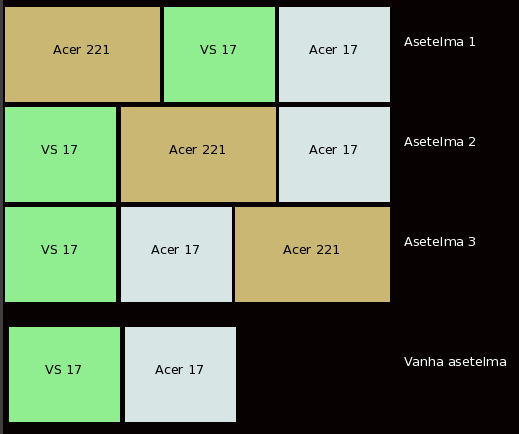 Acer 221 VS 17 Acer 17 Asetelma 1
VS 17 Acer 221 Acer 17 Asetelma 2
VS 17 Acer 17 Acer 221 Asetelma 3
VS 17 Acer 17 Vanha asetelma